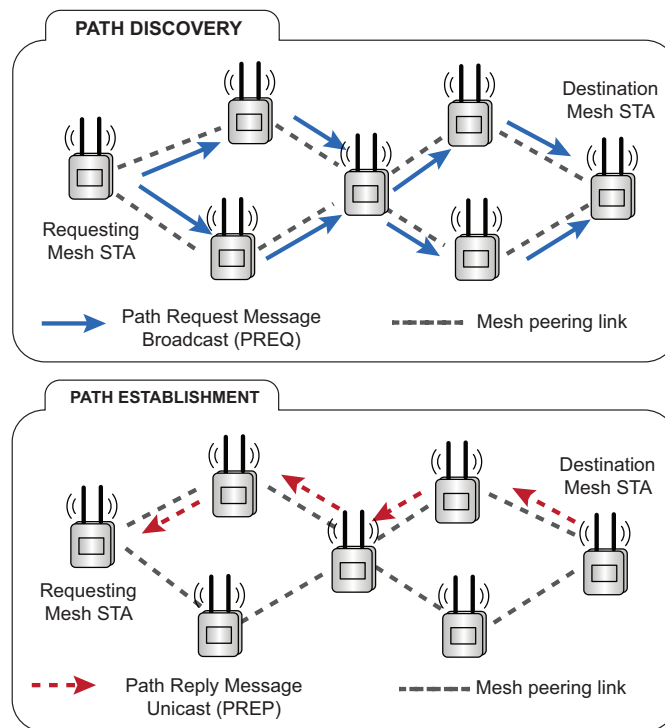 PATH DISCOVERY
Destination
Mesh STA
Requesting
Mesh STA
Path Request Message
Broadcast (PREQ)
Mesh peering link
PATH ESTABLISHMENT
Destination
Mesh STA
Requesting
Mesh STA
Path Reply Message
Unicast (PREP)
Mesh peering link